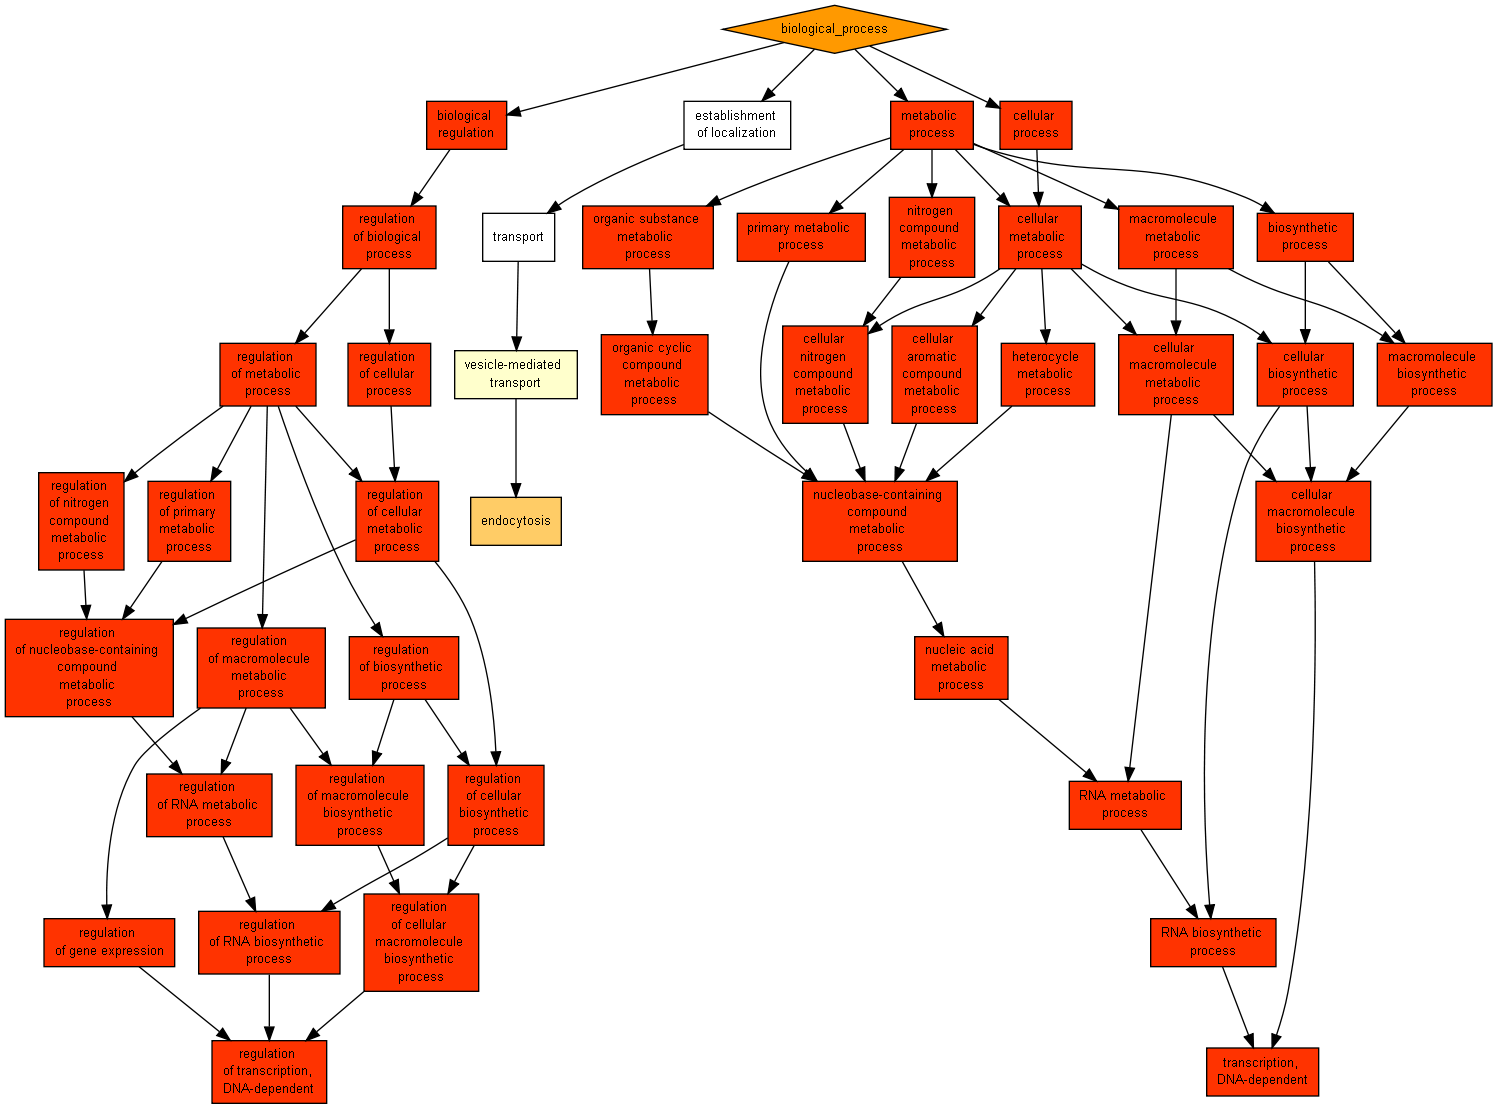 biological_process
biological
regulation
establishment
of localization
metabolic
process
cellular
process
regulation
of biological
process
transport
organic substance
metabolic
process
primary metabolic
process
nitrogen
compound
metabolic
process
cellular
metabolic
process
macromolecule
metabolic
process
biosynthetic
process
regulation
of metabolic
process
regulation
of cellular
process
vesicle-mediated
transport
organic cyclic
compound
metabolic
process
cellular
nitrogen
compound
metabolic
process
cellular
aromatic
compound
metabolic
process
heterocycle
metabolic
process
cellular
macromolecule
metabolic
process
cellular
biosynthetic
process
macromolecule
biosynthetic
process
regulation
of nitrogen
compound
metabolic
process
regulation
of primary
metabolic
process
regulation
of cellular
metabolic
process
endocytosis
nucleobase-containing
compound
metabolic
process
cellular
macromolecule
biosynthetic
process
regulation
of nucleobase-containing
compound
metabolic
process
regulation
of macromolecule
metabolic
process
regulation
of biosynthetic
process
nucleic acid
metabolic
process
regulation
of RNA metabolic
process
regulation
of macromolecule
biosynthetic
process
regulation
of cellular
biosynthetic
process
RNA metabolic
process
regulation
of gene expression
regulation
of RNA biosynthetic
process
regulation
of cellular
macromolecule
biosynthetic
process
RNA biosynthetic
process
regulation
of transcription,
DNA-dependent
transcription,
DNA-dependent